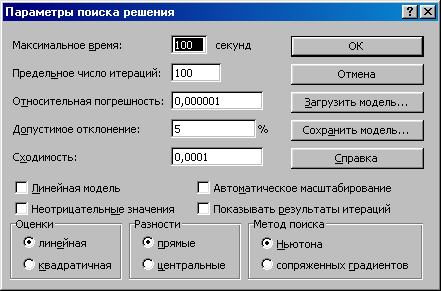 Параметры поиска решения
Максимальное время: 100 секунд
OK
Предельное число итераций: 100
Отмена
Относительная погрешность: 0,000001
Загрузить модель...
Допустимое отклонение: 5 %
Сохранить модель...
Сходимость: 0,0001
Справка
Линейная модель
Автоматическое масштабирование
Неотрицательные значения
Показывать результаты итераций
Оценки
линейная
квадратичная
Разности
прямые
центральные
Метод поиска
Ньютона
сопряженных градиентов